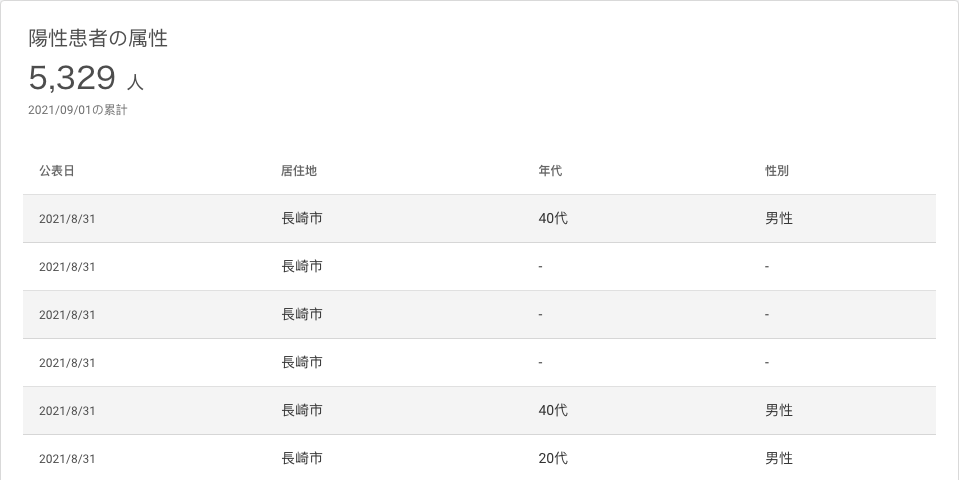 陽性患者の属性
5,329 人
2021/09/01の累計
公表日 居住地 年代 性別
2021/8/31 長崎市 40代 男性
2021/8/31 長崎市 - -
2021/8/31 長崎市 - -
2021/8/31 長崎市 - -
2021/8/31 長崎市 40代 男性
2021/8/31 長崎市 20代 男性